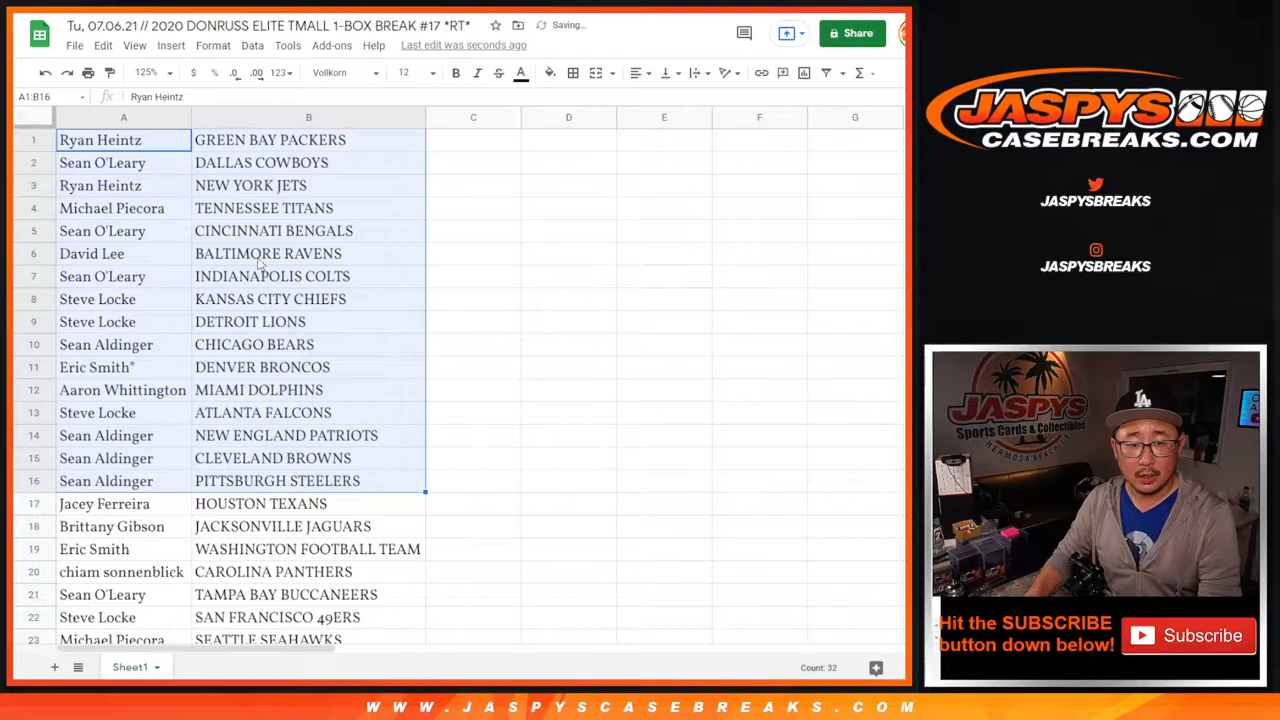 Tu, 07.06.21 // 2020 DONRUSS ELITE TMALL 1-BOX BREAK #17 *RT*
Saving...
File Edit View Insert Format Data Tools Add-ons Help Last edit was seconds ago
Share
125% $ % .0 .00 123 Vollkorn 12 B I S A
A1:B16 fx Ryan Heintz
A B C D E F G
1 Ryan Heintz GREEN BAY PACKERS
2 Sean O'Leary DALLAS COWBOYS
3 Ryan Heintz NEW YORK JETS
4 Michael Piecora TENNESSEE TITANS
5 Sean O'Leary CINCINNATI BENGALS
6 David Lee BALTIMORE RAVENS
7 Sean O'Leary INDIANAPOLIS COLTS
8 Steve Locke KANSAS CITY CHIEFS
9 Steve Locke DETROIT LIONS
10 Sean Aldinger CHICAGO BEARS
11 Eric Smith* DENVER BRONCOS
12 Aaron Whittington MIAMI DOLPHINS
13 Steve Locke ATLANTA FALCONS
14 Sean Aldinger NEW ENGLAND PATRIOTS
15 Sean Aldinger CLEVELAND BROWNS
16 Sean Aldinger PITTSBURGH STEELERS
17 Jacey Ferreira HOUSTON TEXANS
18 Brittany Gibson JACKSONVILLE JAGUARS
19 Eric Smith WASHINGTON FOOTBALL TEAM
20 chiam sonnenblick CAROLINA PANTHERS
21 Sean O'Leary TAMPA BAY BUCCANEERS
22 Steve Locke SAN FRANCISCO 49ERS
23 Michael Piecora SEATTLE SEAHAWKS
Sheet1
Count: 32
JASPYS
CASEBREAKS.COM
JASPYSBREAKS
JASPYSBREAKS
JASPYS
Sports Cards & Collectibles
HERMOSA BEACH
LA
Hit the SUBSCRIBE
button down below!
Subscribe
WWW.JASPYSCASEBREAKS.COM